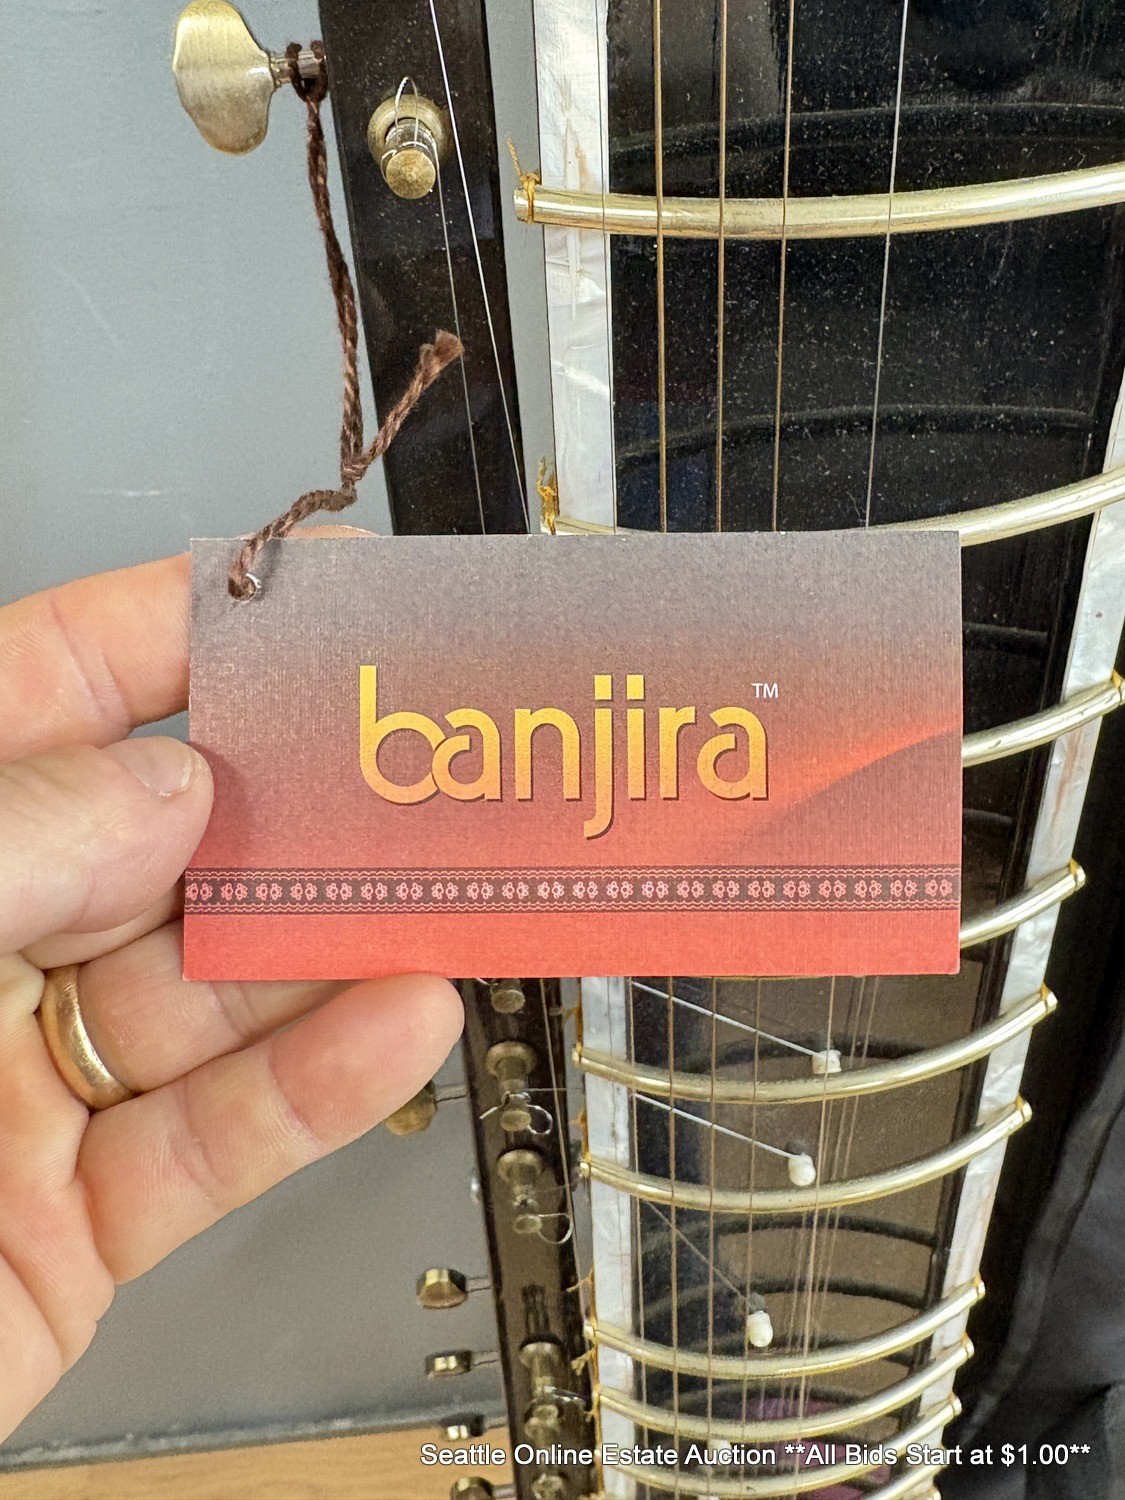 banjira™
Seattle Online Estate Auction **All Bids Start at $1.00**